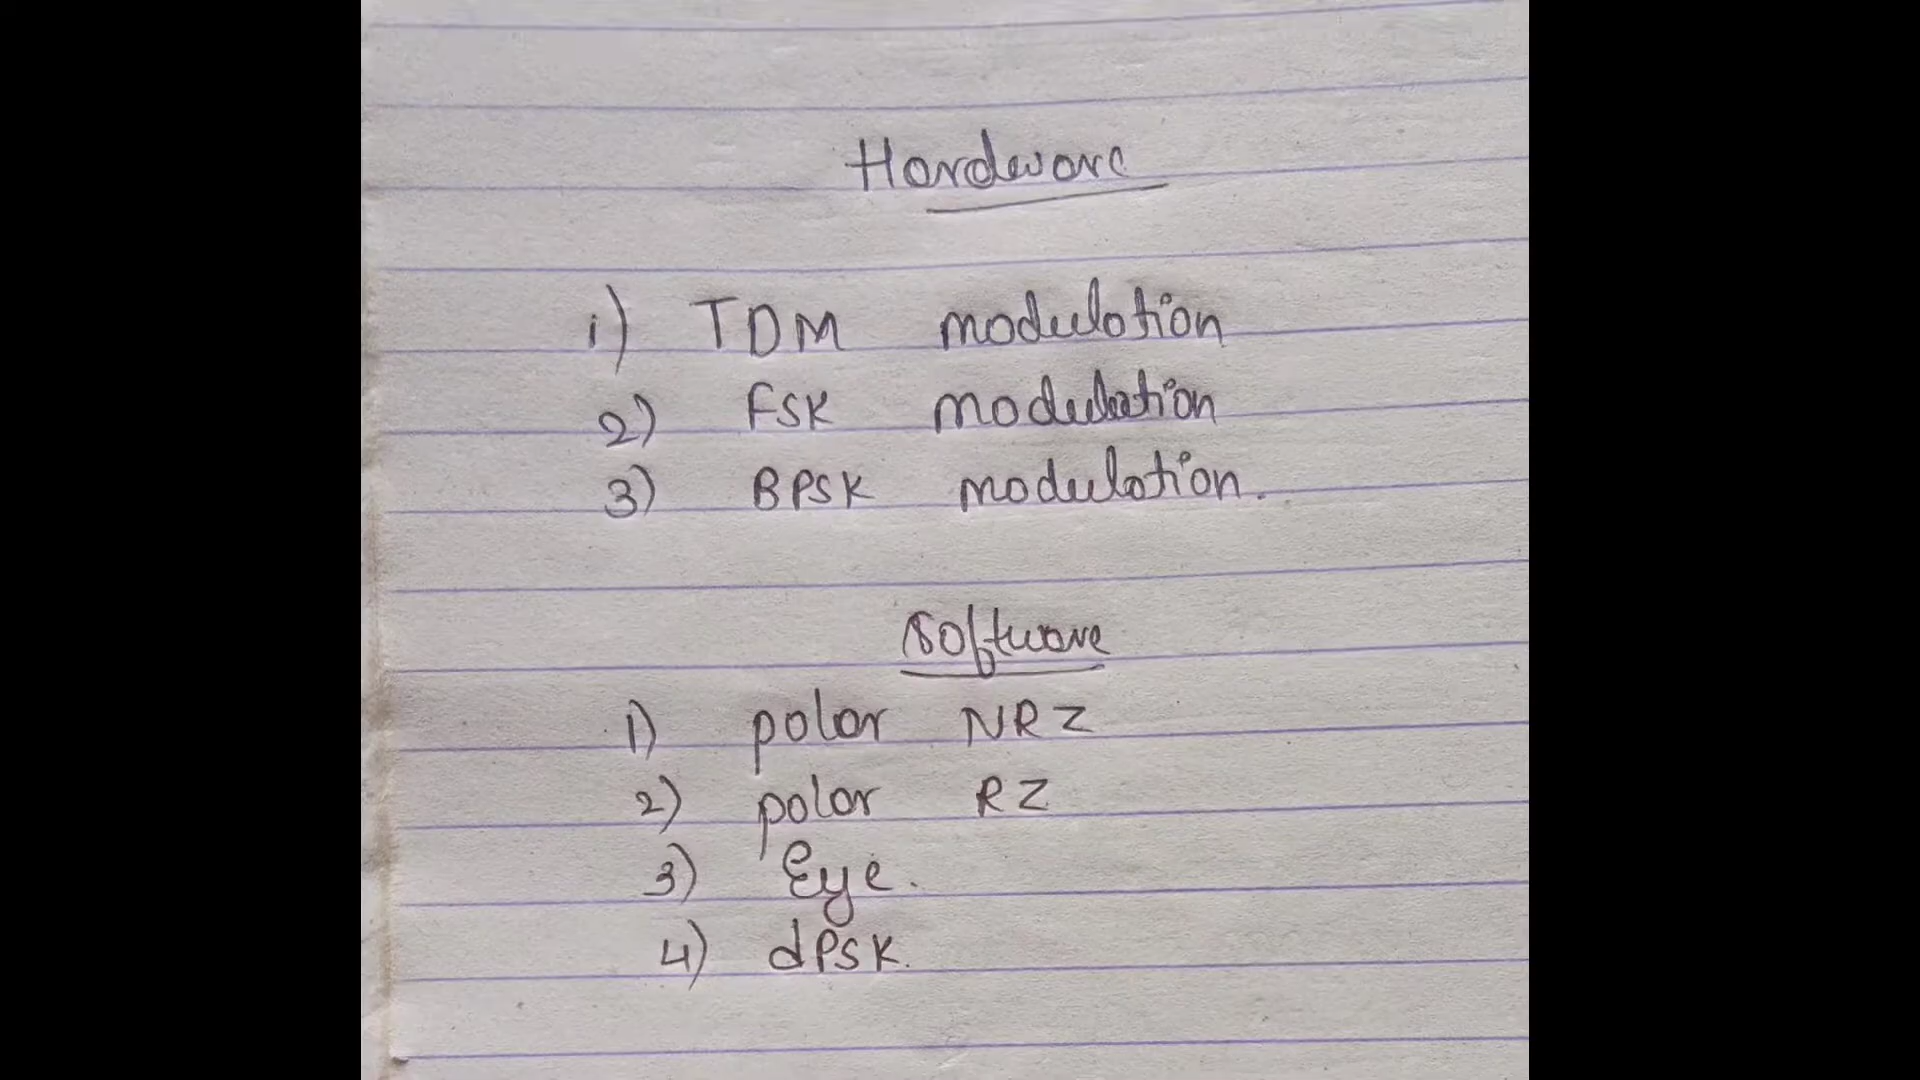 Hardware
1) TDM modulation
2) FSK modulation
3) BPSK modulation.
Software
1) polar NRZ
2) polar RZ
3) Eye.
4) dPSK.